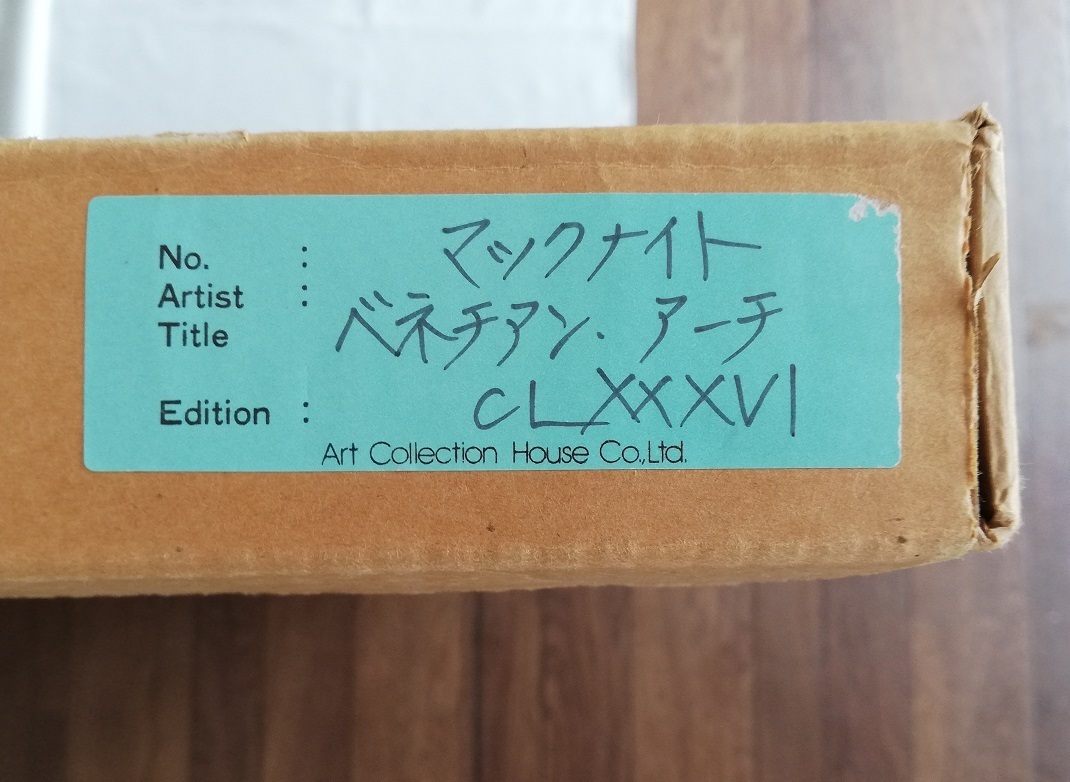 No. : マックナイト
Artist :
Title ベネチアン・アーチ
Edition : CLXXXVI
Art Collection House Co.,Ltd.